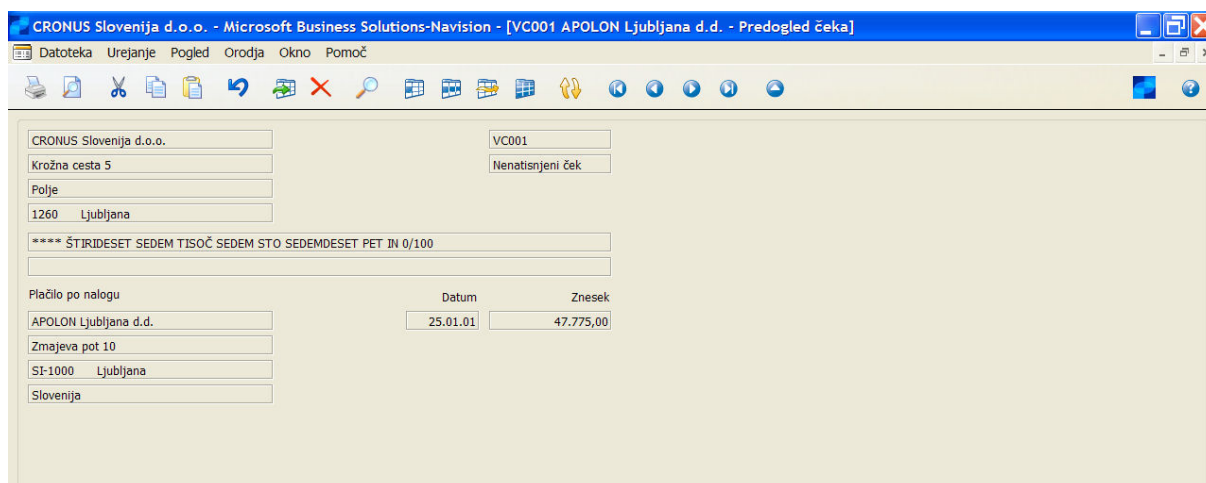 CRONUS Slovenija d.o.o. - Microsoft Business Solutions-Navision - [VC001 APOLON Ljubljana d.d. - Predogled čeka]
Datoteka Urejanje Pogled Orodja Okno Pomoč
CRONUS Slovenija d.o.o. VC001
Krožna cesta 5 Nenatisnjeni ček
Polje
1260 Ljubljana
**** ŠTIRIDESET SEDEM TISOČ SEDEM STO SEDEMDESET PET IN 0/100
Plačilo po nalogu Datum Znesek
APOLON Ljubljana d.d. 25.01.01 47.775,00
Zmajeva pot 10
SI-1000 Ljubljana
Slovenija